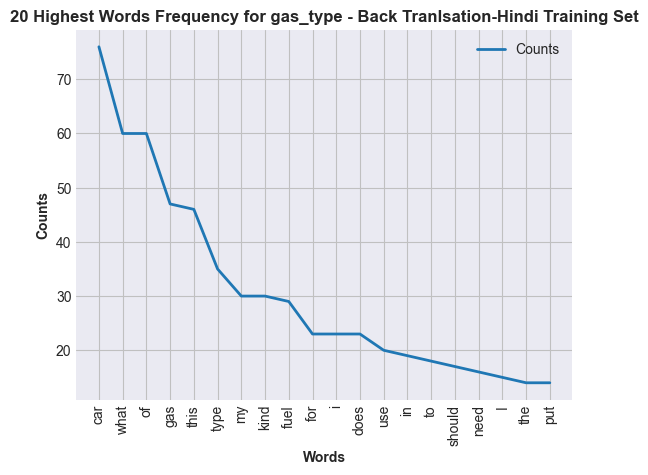 20 Highest Words Frequency for gas_type - Back Tranlsation-Hindi Training Set
Counts
70
60
50
40
30
20
Counts
car
what
of
gas
this
type
my
kind
fuel
for
i
does
use
in
to
should
need
I
the
put
Words